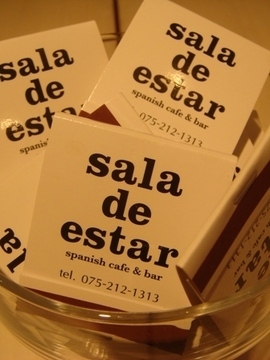 sala
de
estar
spanis
sala
de
estar
spanish cafe & bar
075-212-1313
sala
de
estar
spanish cafe & bar
tel. 075-212-1313